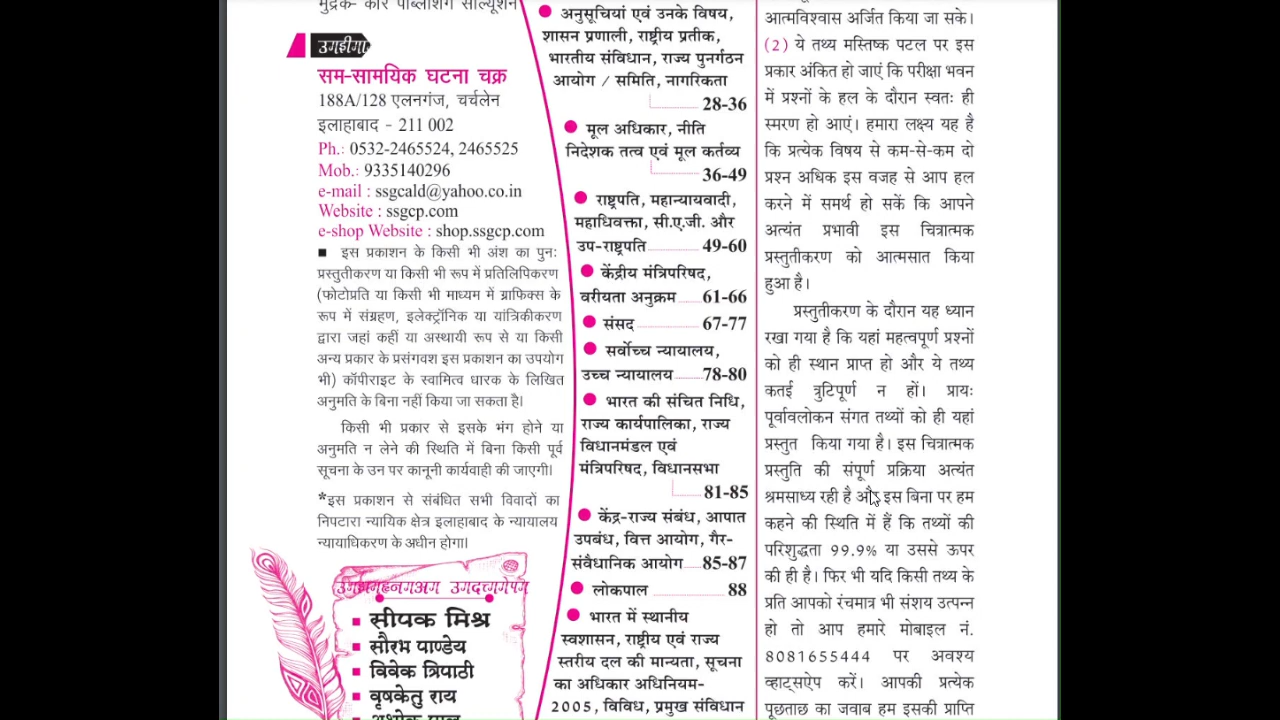 मुद्रक- कोर पब्लिशिंग सोल्यूशन
सम-सामयिक घटना चक्र
188A/128 एलनगंज, चर्चलेन
इलाहाबाद - 211 002
Ph.: 0532-2465524, 2465525
Mob.: 9335140296
e-mail : ssgcald@yahoo.co.in
Website : ssgcp.com
e-shop Website : shop.ssgcp.com
■ इस प्रकाशन के किसी भी अंश का पुनः
प्रस्तुतीकरण या किसी भी रूप में प्रतिलिपिकरण
(फोटोप्रति या किसी भी माध्यम में ग्राफिक्स के
रूप में संग्रहण, इलेक्ट्रॉनिक या यांत्रिकीकरण
द्वारा जहां कहीं या अस्थायी रूप से या किसी
अन्य प्रकार के प्रसंगवश इस प्रकाशन का उपयोग
भी) कॉपीराइट के स्वामित्व धारक के लिखित
अनुमति के बिना नहीं किया जा सकता है।
किसी भी प्रकार से इसके भंग होने या
अनुमति न लेने की स्थिति में बिना किसी पूर्व
सूचना के उन पर कानूनी कार्यवाही की जाएगी।
*इस प्रकाशन से संबंधित सभी विवादों का
निपटारा न्यायिक क्षेत्र इलाहाबाद के न्यायालय
न्यायाधिकरण के अधीन होगा।
■ सीपक मिश्र
■ सौरभ पाण्डेय
■ विवेक त्रिपाठी
■ वृषकेतु राय
● अनुसूचियां एवं उनके विषय,
शासन प्रणाली, राष्ट्रीय प्रतीक,
भारतीय संविधान, राज्य पुनर्गठन
आयोग / समिति, नागरिकता
28-36
● मूल अधिकार, नीति
निदेशक तत्व एवं मूल कर्तव्य
36-49
● राष्ट्रपति, महान्यायवादी,
महाधिवक्ता, सी.ए.जी. और
उप-राष्ट्रपति 49-60
● केंद्रीय मंत्रिपरिषद,
वरीयता अनुक्रम 61-66
● संसद 67-77
● सर्वोच्च न्यायालय,
उच्च न्यायालय 78-80
● भारत की संचित निधि,
राज्य कार्यपालिका, राज्य
विधानमंडल एवं
मंत्रिपरिषद, विधानसभा
81-85
● केंद्र-राज्य संबंध, आपात
उपबंध, वित्त आयोग, गैर-
संवैधानिक आयोग 85-87
● लोकपाल 88
● भारत में स्थानीय
स्वशासन, राष्ट्रीय एवं राज्य
स्तरीय दल की मान्यता, सूचना
का अधिकार अधिनियम-
2005, विविध, प्रमुख संविधान
आत्मविश्वास अर्जित किया जा सके।
(2) ये तथ्य मस्तिष्क पटल पर इस
प्रकार अंकित हो जाएं कि परीक्षा भवन
में प्रश्नों के हल के दौरान स्वतः ही
स्मरण हो आएं। हमारा लक्ष्य यह है
कि प्रत्येक विषय से कम-से-कम दो
प्रश्न अधिक इस वजह से आप हल
करने में समर्थ हो सकें कि आपने
अत्यंत प्रभावी इस चित्रात्मक
प्रस्तुतीकरण को आत्मसात किया
हुआ है।
प्रस्तुतीकरण के दौरान यह ध्यान
रखा गया है कि यहां महत्वपूर्ण प्रश्नों
को ही स्थान प्राप्त हो और ये तथ्य
कतई त्रुटिपूर्ण न हों। प्रायः
पूर्वावलोकन संगत तथ्यों को ही यहां
प्रस्तुत किया गया है। इस चित्रात्मक
प्रस्तुति की संपूर्ण प्रक्रिया अत्यंत
श्रमसाध्य रही है और इस बिना पर हम
कहने की स्थिति में हैं कि तथ्यों की
परिशुद्धता 99.9% या उससे ऊपर
की ही है। फिर भी यदि किसी तथ्य के
प्रति आपको रंचमात्र भी संशय उत्पन्न
हो तो आप हमारे मोबाइल नं.
8081655444 पर अवश्य
व्हाट्सऐप करें। आपकी प्रत्येक
पूछताछ का जवाब हम इसकी प्राप्ति